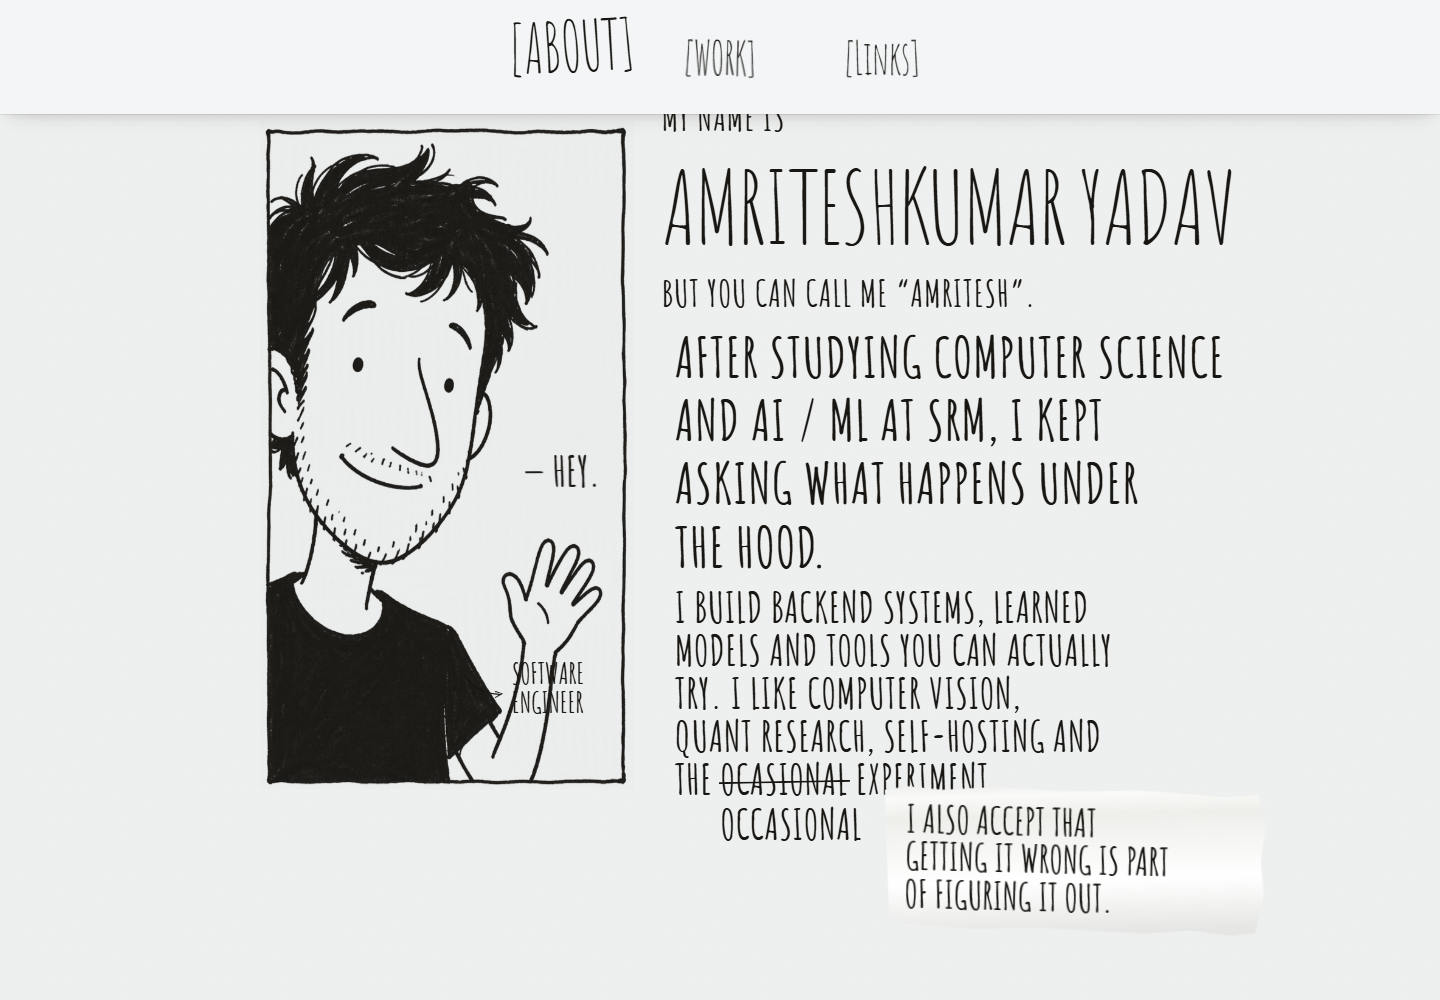 [ABOUT] [WORK] [LINKS]
MY NAME IS
AMRITESHKUMAR YADAV
BUT YOU CAN CALL ME “AMRITESH”.
AFTER STUDYING COMPUTER SCIENCE
AND AI / ML AT SRM, I KEPT
ASKING WHAT HAPPENS UNDER
THE HOOD.
— HEY.
I BUILD BACKEND SYSTEMS, LEARNED
MODELS AND TOOLS YOU CAN ACTUALLY
TRY. I LIKE COMPUTER VISION,
QUANT RESEARCH, SELF-HOSTING AND
THE OCASIONAL EXPERIMENT
OCCASIONAL
SOFTWARE
ENGINEER
I ALSO ACCEPT THAT
GETTING IT WRONG IS PART
OF FIGURING IT OUT.